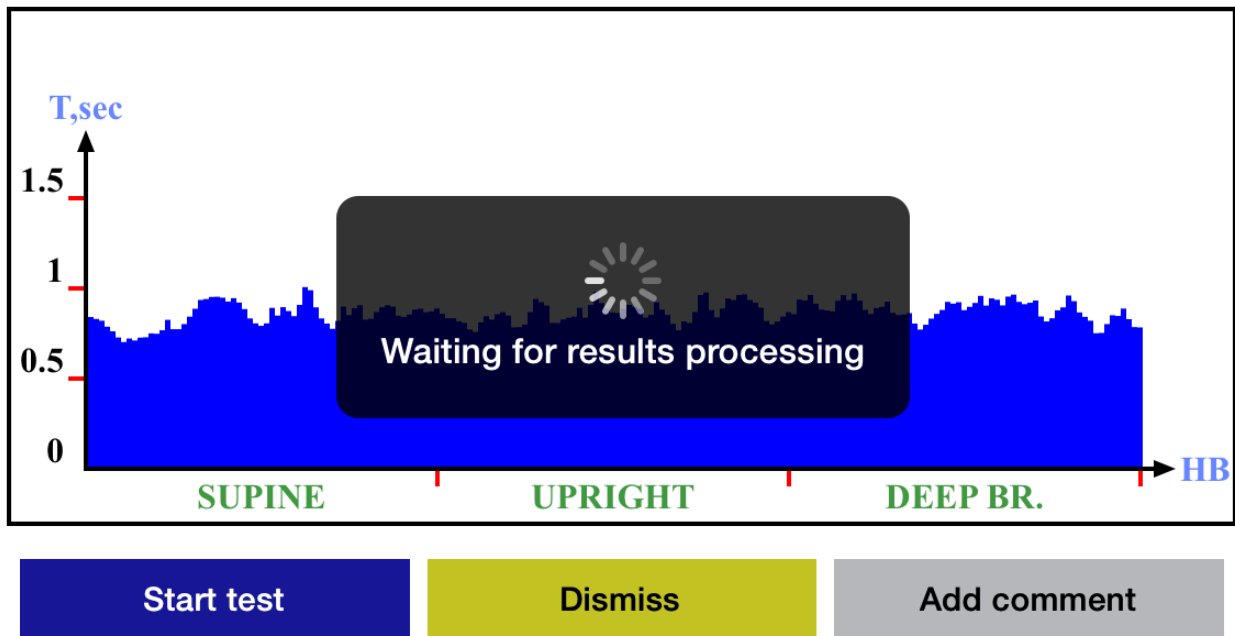 T,sec
1.5
1
0.5
0
Waiting for results processing
HB
SUPINE UPRIGHT DEEP BR.
Start test Dismiss Add comment